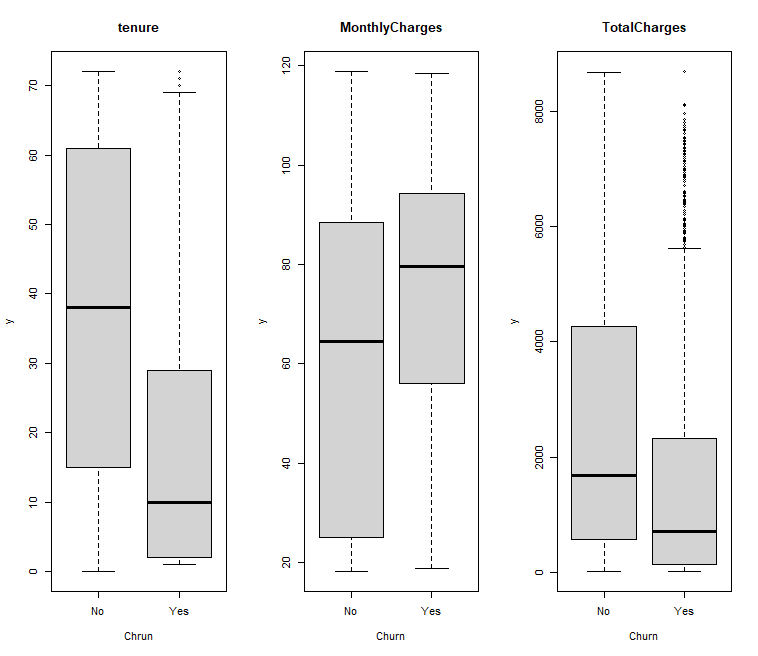 tenure
y
0 10 20 30 40 50 60 70
No Yes
Chrun
MonthlyCharges
y
20 40 60 80 100 120
No Yes
Churn
TotalCharges
y
0 2000 4000 6000 8000
No Yes
Churn